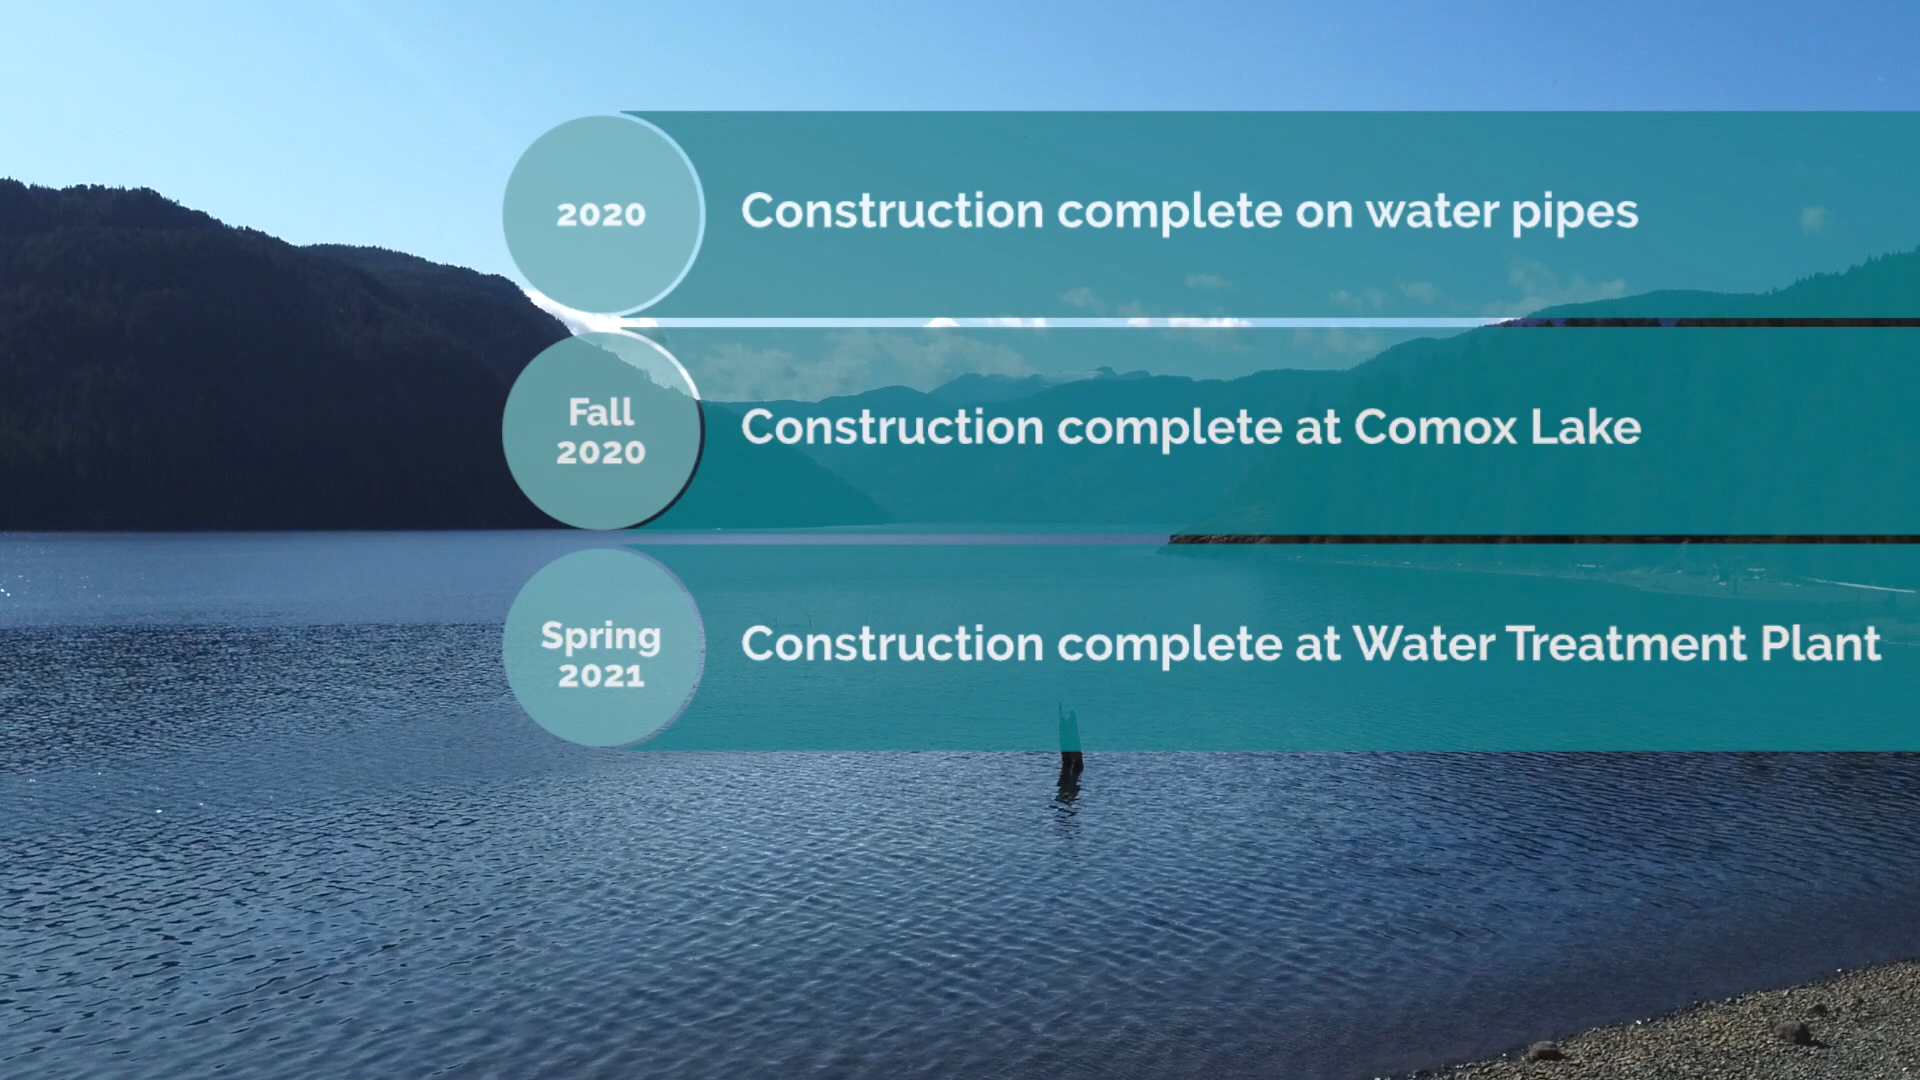 2020
Construction complete on water pipes
Fall
2020
Construction complete at Comox Lake
Spring
2021
Construction complete at Water Treatment Plant